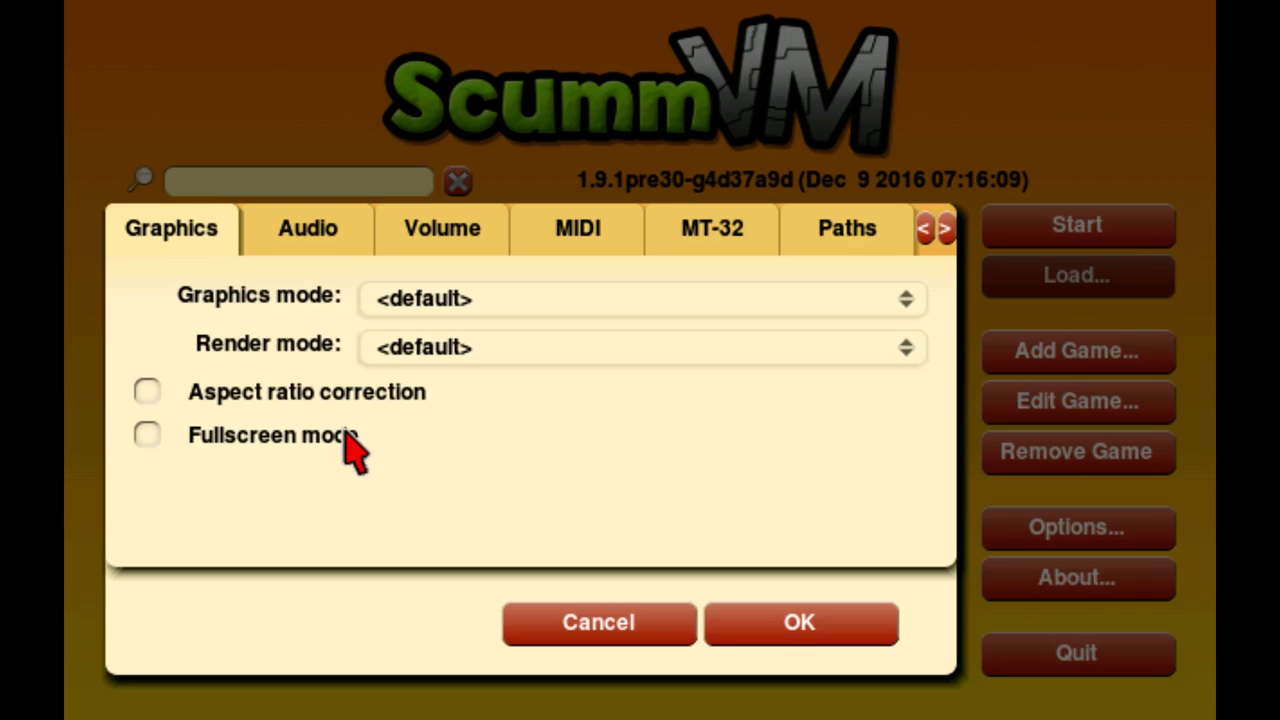 ScummVM
1.9.1pre30-g4d37a9d (Dec 9 2016 07:16:09)
Graphics Audio Volume MIDI MT-32 Paths < >
Graphics mode: <default>
Render mode: <default>
Aspect ratio correction
Fullscreen mode
Cancel OK
Start
Load...
Add Game...
Edit Game...
Remove Game
Options...
About...
Quit